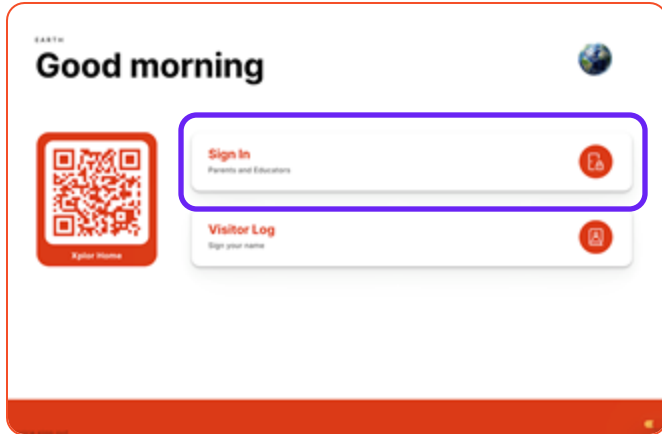 EARTH
Good morning
Sign In
Parents and Educators
Visitor Log
Sign your name
Xplor Home